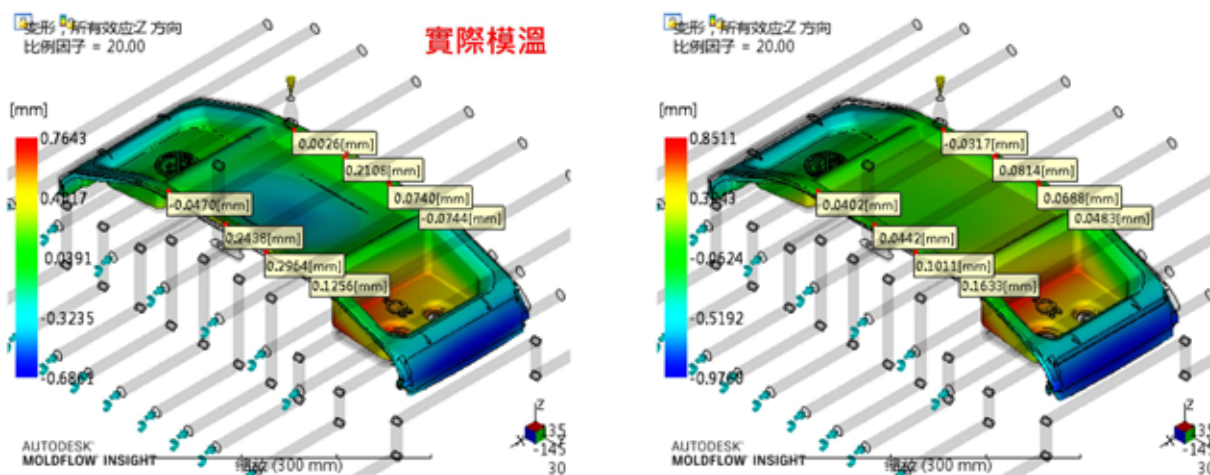 变形，所有效应:Z 方向
比例因子 = 20.00
實際模溫
[mm]
0.7643
0.0391
-0.3235
-0.6861
0.0026[mm]
0.2108[mm]
0.0740[mm]
-0.0744[mm]
-0.0470[mm]
0.2438[mm]
0.2964[mm]
0.1256[mm]
AUTODESK
MOLDFLOW INSIGHT
(300 mm)
Z
X
-145
30
变形，所有效应:Z 方向
比例因子 = 20.00
[mm]
0.8511
-0.0624
-0.5192
-0.0317[mm]
0.0814[mm]
0.0688[mm]
0.0483[mm]
-0.0402[mm]
0.0442[mm]
0.1011[mm]
0.1633[mm]
AUTODESK
MOLDFLOW INSIGHT
(300 mm)
Z
X
-145
30